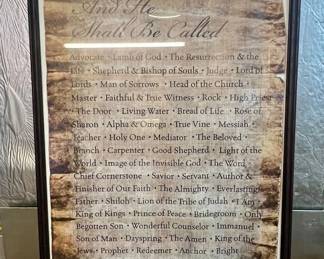 And He
Shall Be Called
Advocate • Lamb of God • The Resurrection & the
Life • Shepherd & Bishop of Souls • Judge • Lord of
Lords • Man of Sorrows • Head of the Church •
Master • Faithful & True Witness • Rock • High Priest
The Door • Living Water • Bread of Life • Rose of
Sharon • Alpha & Omega • True Vine • Messiah •
Teacher • Holy One • Mediator • The Beloved •
Branch • Carpenter • Good Shepherd • Light of the
World • Image of the Invisible God • The Word
Chief Cornerstone • Savior • Servant • Author &
Finisher of Our Faith • The Almighty • Everlasting
Father • Shiloh • Lion of the Tribe of Judah • I Am
King of Kings • Prince of Peace • Bridegroom • Only
Begotten Son • Wonderful Counselor • Immanuel
Son of Man • Dayspring • The Amen • King of the
Jews • Prophet • Redeemer • Anchor • Bright